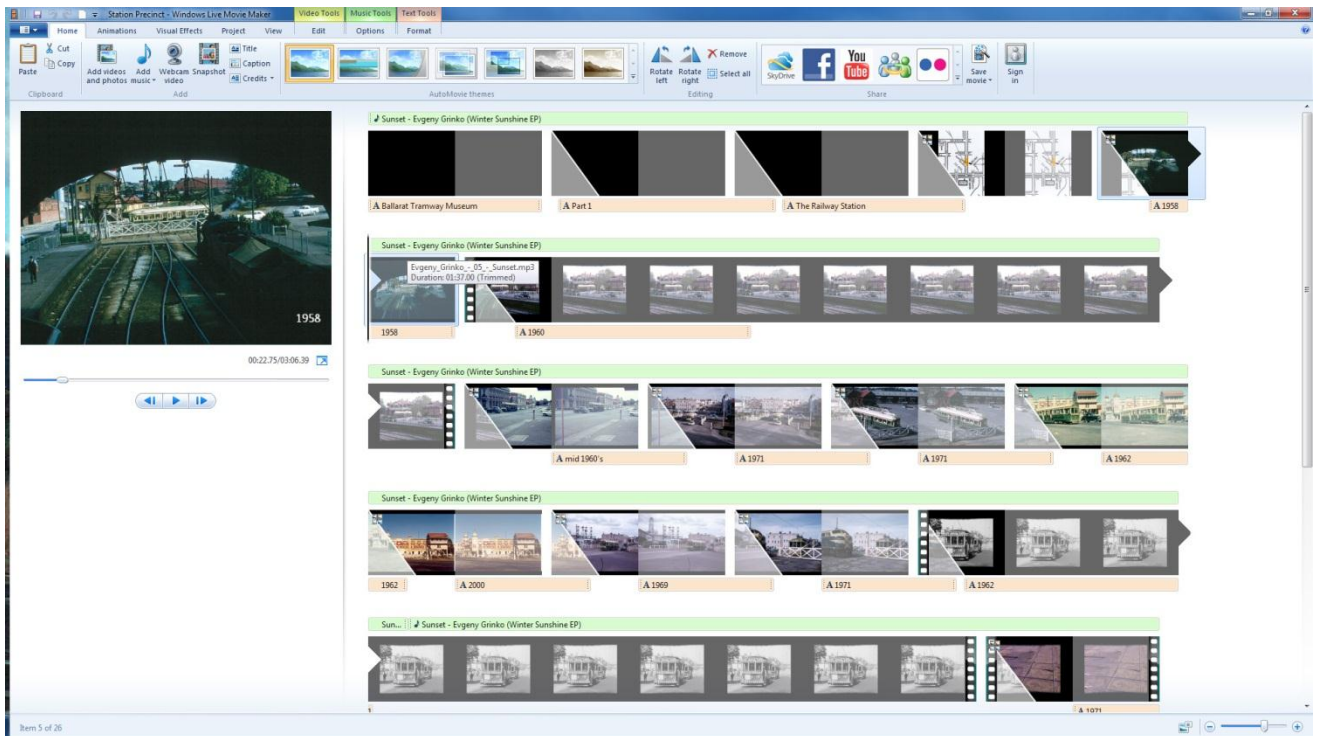 Station Precinct - Windows Live Movie Maker
Video Tools
Music Tools
Text Tools
Home
Animations
Visual Effects
Project
View
Edit
Options
Format
Paste
Cut
Copy
Clipboard
Add videos and photos
Add music
Webcam video
Snapshot
Title
Caption
Credits
Add
AutoMovie themes
Rotate left
Rotate right
Remove
Select all
Editing
SkyDrive
f
You Tube
Share
Save movie
Sign in
1958
00:22.75/03:06.39
Sunset - Evgeny Grinko (Winter Sunshine EP)
A Ballarat Tramway Museum
A Part 1
A The Railway Station
A 1958
Sunset - Evgeny Grinko (Winter Sunshine EP)
Evgeny_Grinko_-_05_-_Sunset.mp3
Duration: 01:37.00 (Trimmed)
1958
A 1960
Sunset - Evgeny Grinko (Winter Sunshine EP)
A mid 1960's
A 1971
A 1971
A 1962
Sunset - Evgeny Grinko (Winter Sunshine EP)
1962
A 2000
A 1969
A 1971
A 1962
Sun...
Sunset - Evgeny Grinko (Winter Sunshine EP)
A 1971
Item 5 of 26